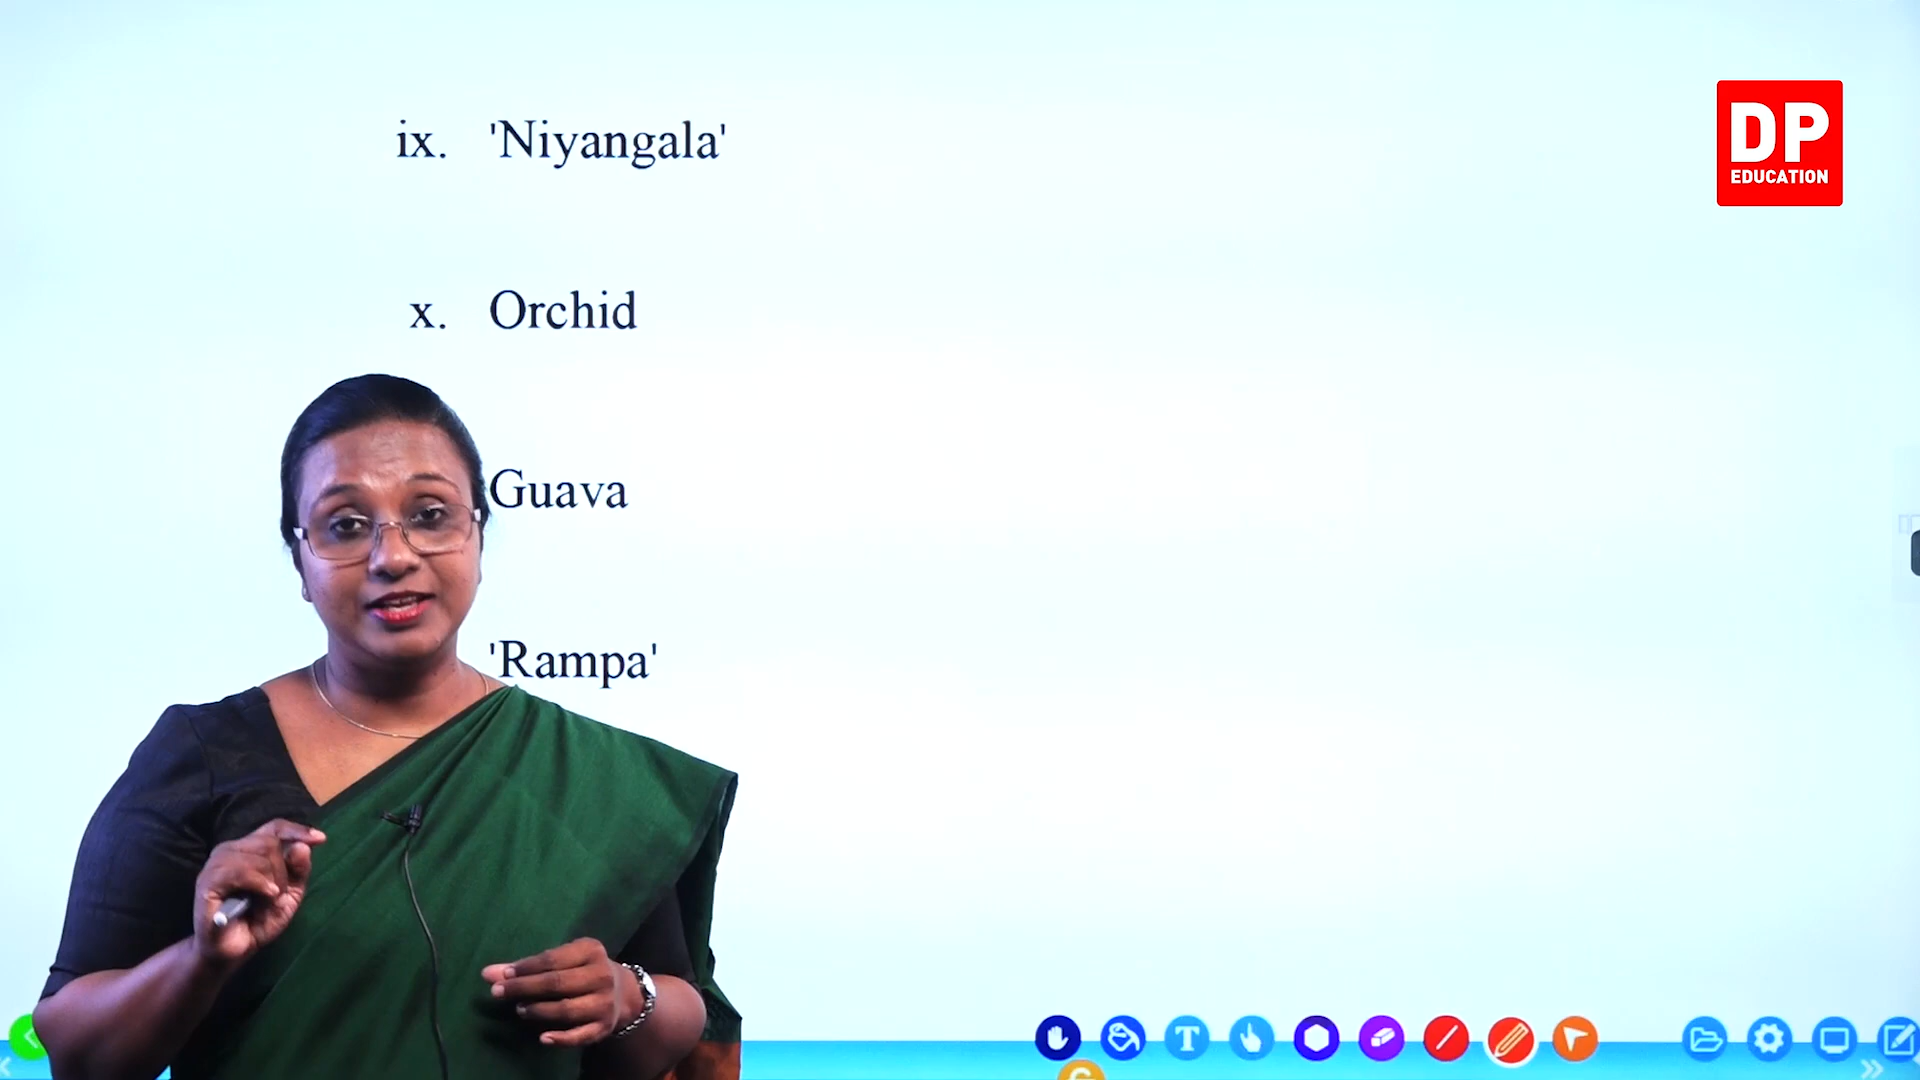 DP
EDUCATION
ix. 'Niyangala'
x. Orchid
Guava
'Rampa'